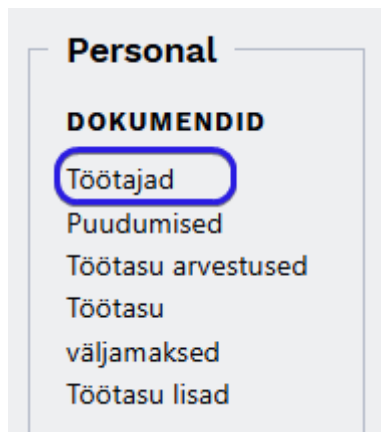 Personal
DOKUMENDID
Töötajad
Puudumised
Töötasu arvestused
Töötasu
väljamaksed
Töötasu lisad